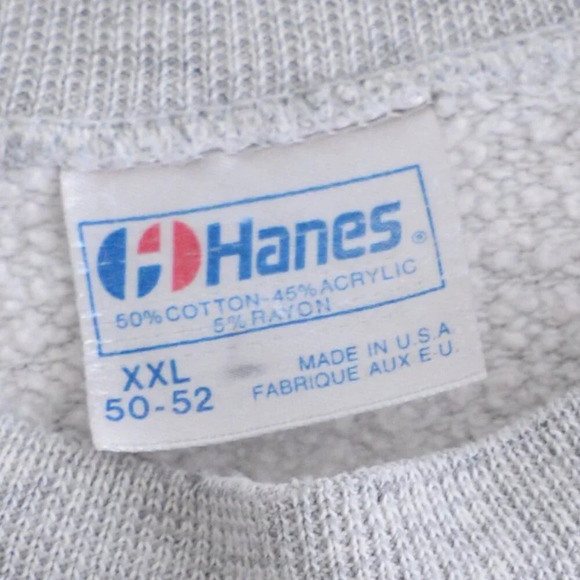 Hanes®
50% COTTON-45% ACRYLIC
5% RAYON
XXL
50-52
MADE IN U.S.A
FABRIQUE AUX E.U.